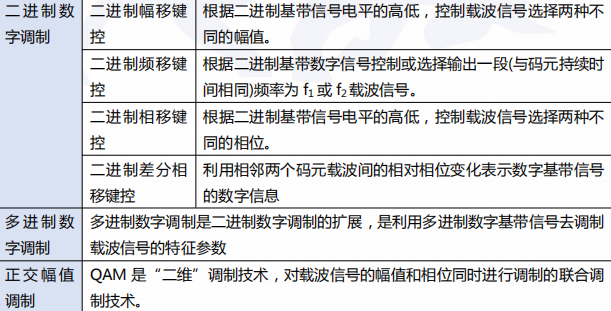 二进制数字调制
二进制幅移键控
根据二进制基带信号电平的高低，控制载波信号选择两种不同的幅值。
二进制频移键控
根据二进制基带数字信号控制或选择输出一段(与码元持续时间相同)频率为 f1 或 f2 载波信号。
二进制相移键控
根据二进制基带信号电平的高低，控制载波信号选择两种不同的相位。
二进制差分相移键控
利用相邻两个码元载波间的相对相位变化表示数字基带信号的数字信息
多进制数字调制
多进制数字调制是二进制数字调制的扩展，是利用多进制数字基带信号去调制载波信号的特征参数
正交幅值调制
QAM 是“二维”调制技术，对载波信号的幅值和相位同时进行调制的联合调制技术。